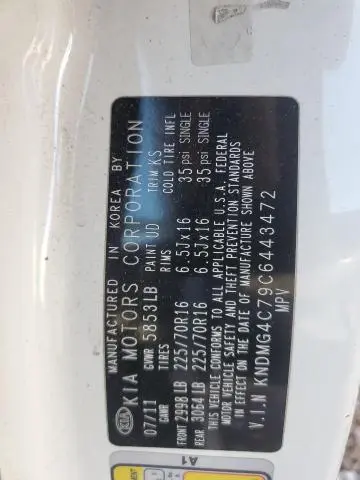 MANUFACTURED IN KOREA BY
KIA KIA MOTORS CORPORATION
07/11 GVWR 5853LB PAINT UD TRIM KS
GAWR TIRES RIMS COLD TIRE INFL
FRONT 2998 LB 225/70R16 6.5Jx16 35 psi SINGLE
REAR 3064 LB 225/70R16 6.5Jx16 35 psi SINGLE
THIS VEHICLE CONFORMS TO ALL APPLICABLE U.S.A. FEDERAL
MOTOR VEHICLE SAFETY AND THEFT PREVENTION STANDARDS
IN EFFECT ON THE DATE OF MANUFACTURE SHOWN ABOVE
V.I.N KNDMG4C79C6443472
MPV
A1